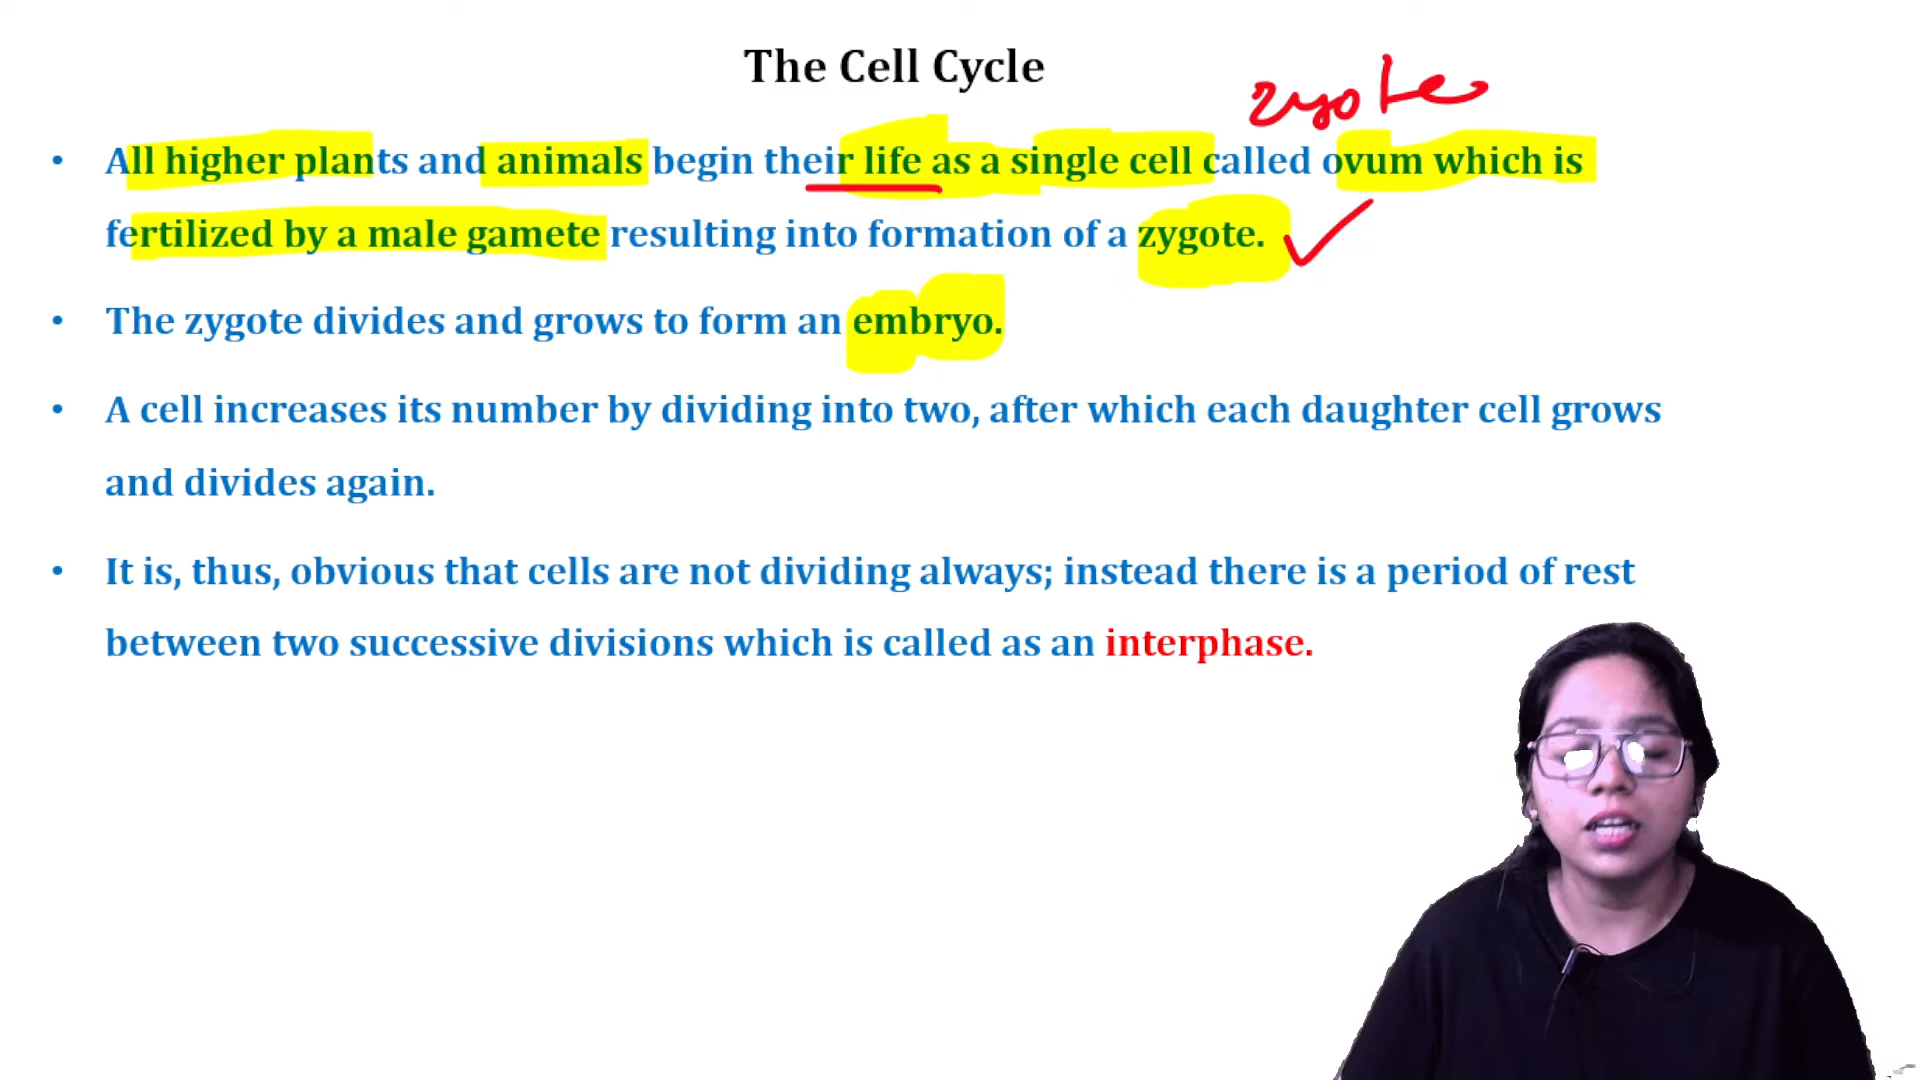 The Cell Cycle
zygote
• All higher plants and animals begin their life as a single cell called ovum which is
fertilized by a male gamete resulting into formation of a zygote.
• The zygote divides and grows to form an embryo.
• A cell increases its number by dividing into two, after which each daughter cell grows
and divides again.
• It is, thus, obvious that cells are not dividing always; instead there is a period of rest
between two successive divisions which is called as an interphase.